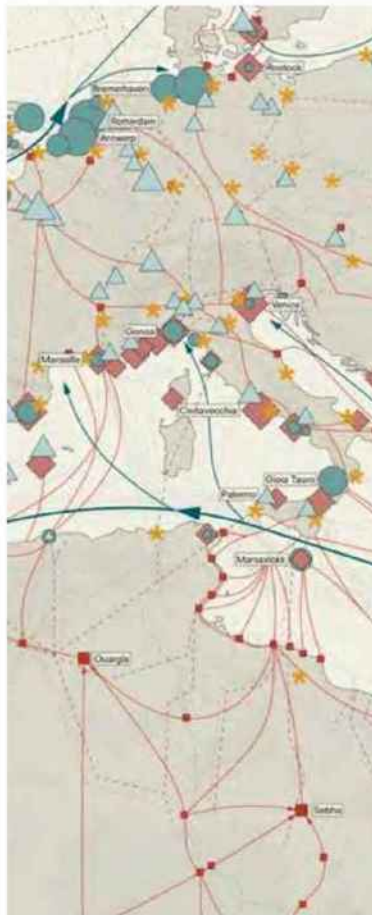 Bremerhaven
Rostock
Rotterdam
Antwerp
Venice
Genoa
Marseille
Civitavecchia
Gioia Tauro
Palermo
Marsaxlokk
Ouargla
Sebha